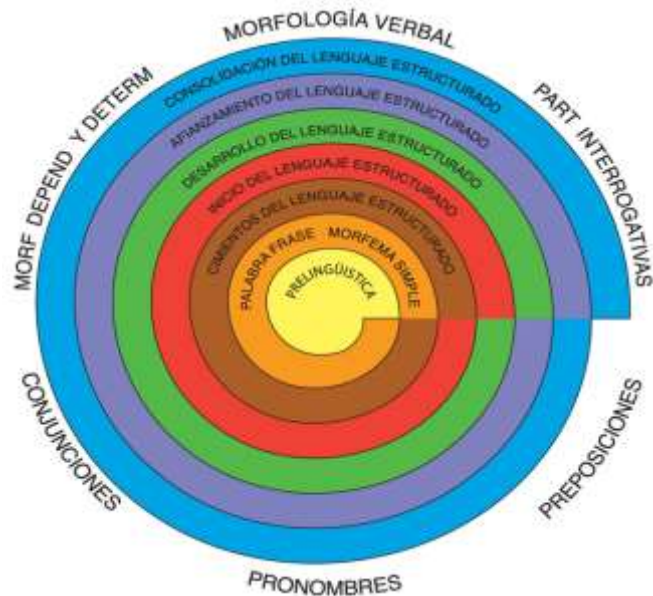 MORFOLOGÍA VERBAL
PART INTERROGATIVAS
PREPOSICIONES
PRONOMBRES
CONJUNCIONES
MORF DEPEND Y DETERM
CONSOLIDACIÓN DEL LENGUAJE ESTRUCTURADO
AFIANZAMIENTO DEL LENGUAJE ESTRUCTURADO
DESARROLLO DEL LENGUAJE ESTRUCTURADO
INICIO DEL LENGUAJE ESTRUCTURADO
CIMIENTOS DEL LENGUAJE ESTRUCTURADO
PALABRA FRASE MORFEMA SIMPLE
PRELINGÜÍSTICA